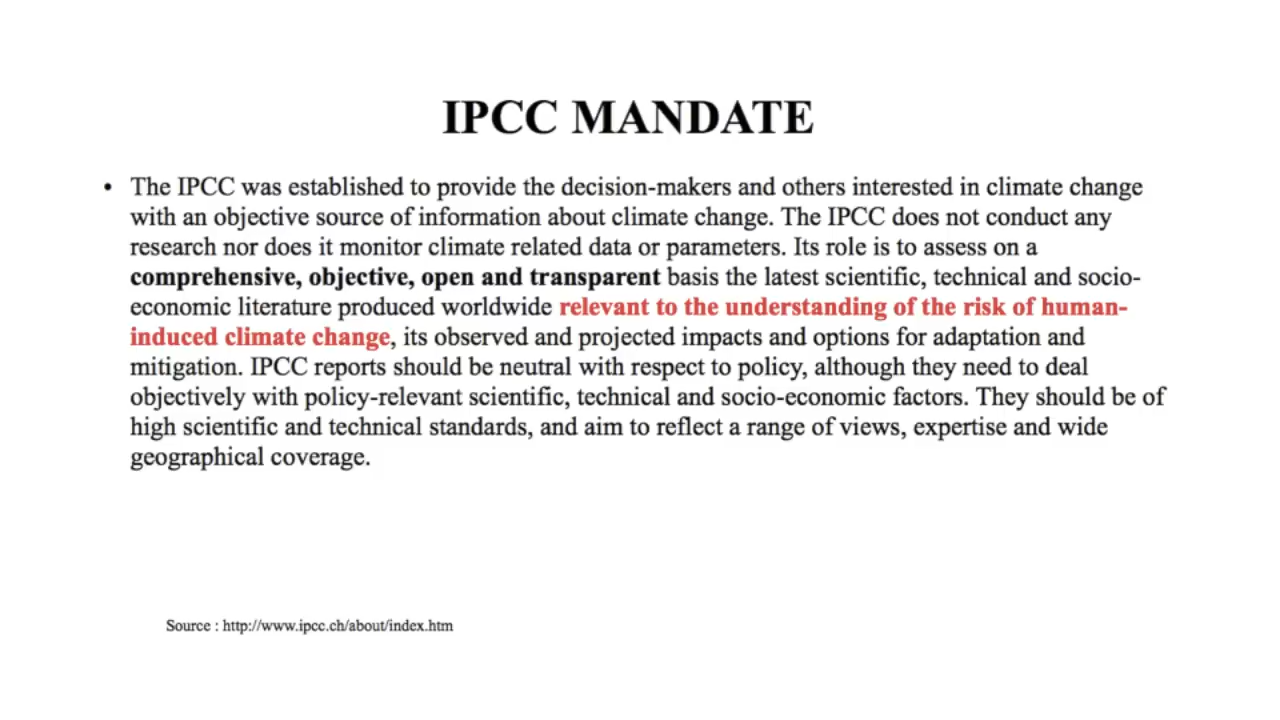 IPCC MANDATE
• The IPCC was established to provide the decision-makers and others interested in climate change
with an objective source of information about climate change. The IPCC does not conduct any
research nor does it monitor climate related data or parameters. Its role is to assess on a
comprehensive, objective, open and transparent basis the latest scientific, technical and socio-
economic literature produced worldwide relevant to the understanding of the risk of human-
induced climate change, its observed and projected impacts and options for adaptation and
mitigation. IPCC reports should be neutral with respect to policy, although they need to deal
objectively with policy-relevant scientific, technical and socio-economic factors. They should be of
high scientific and technical standards, and aim to reflect a range of views, expertise and wide
geographical coverage.
Source : http://www.ipcc.ch/about/index.htm